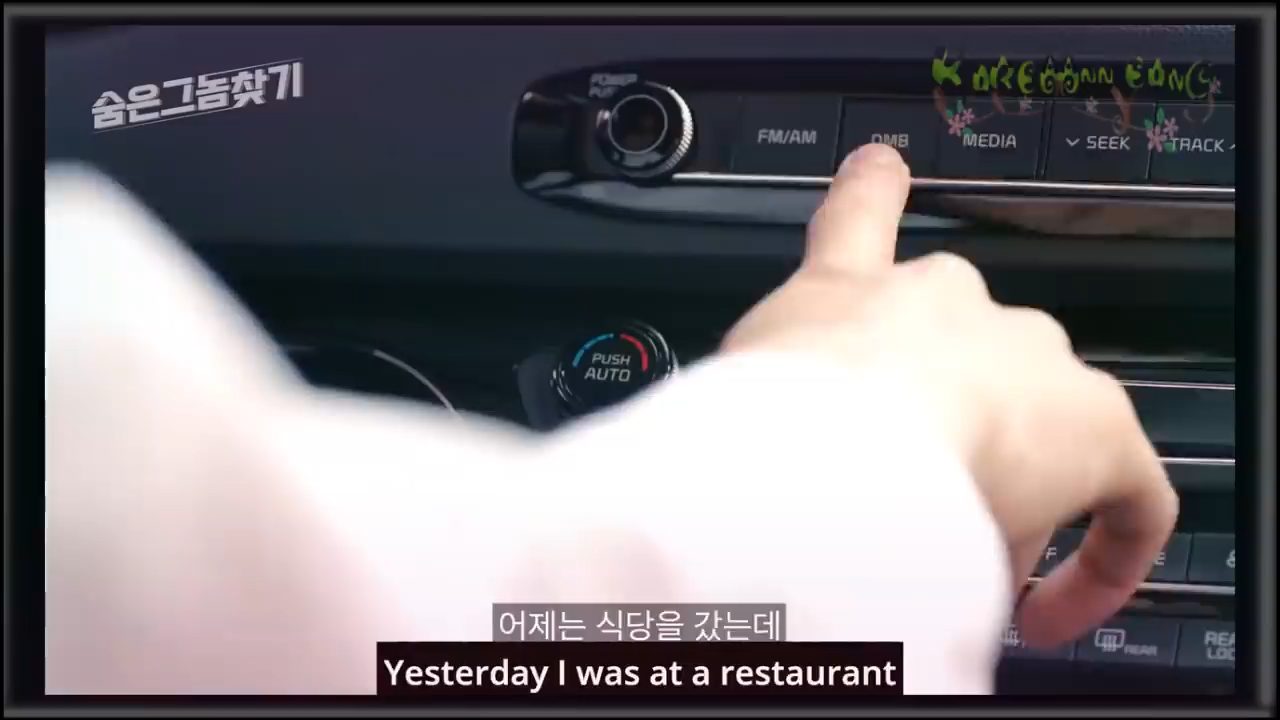 숨은그놈찾기
POWER
PUSH
FM/AM
DMB
MEDIA
SEEK
TRACK
PUSH
AUTO
REAR
어제는 식당을 갔는데
Yesterday I was at a restaurant